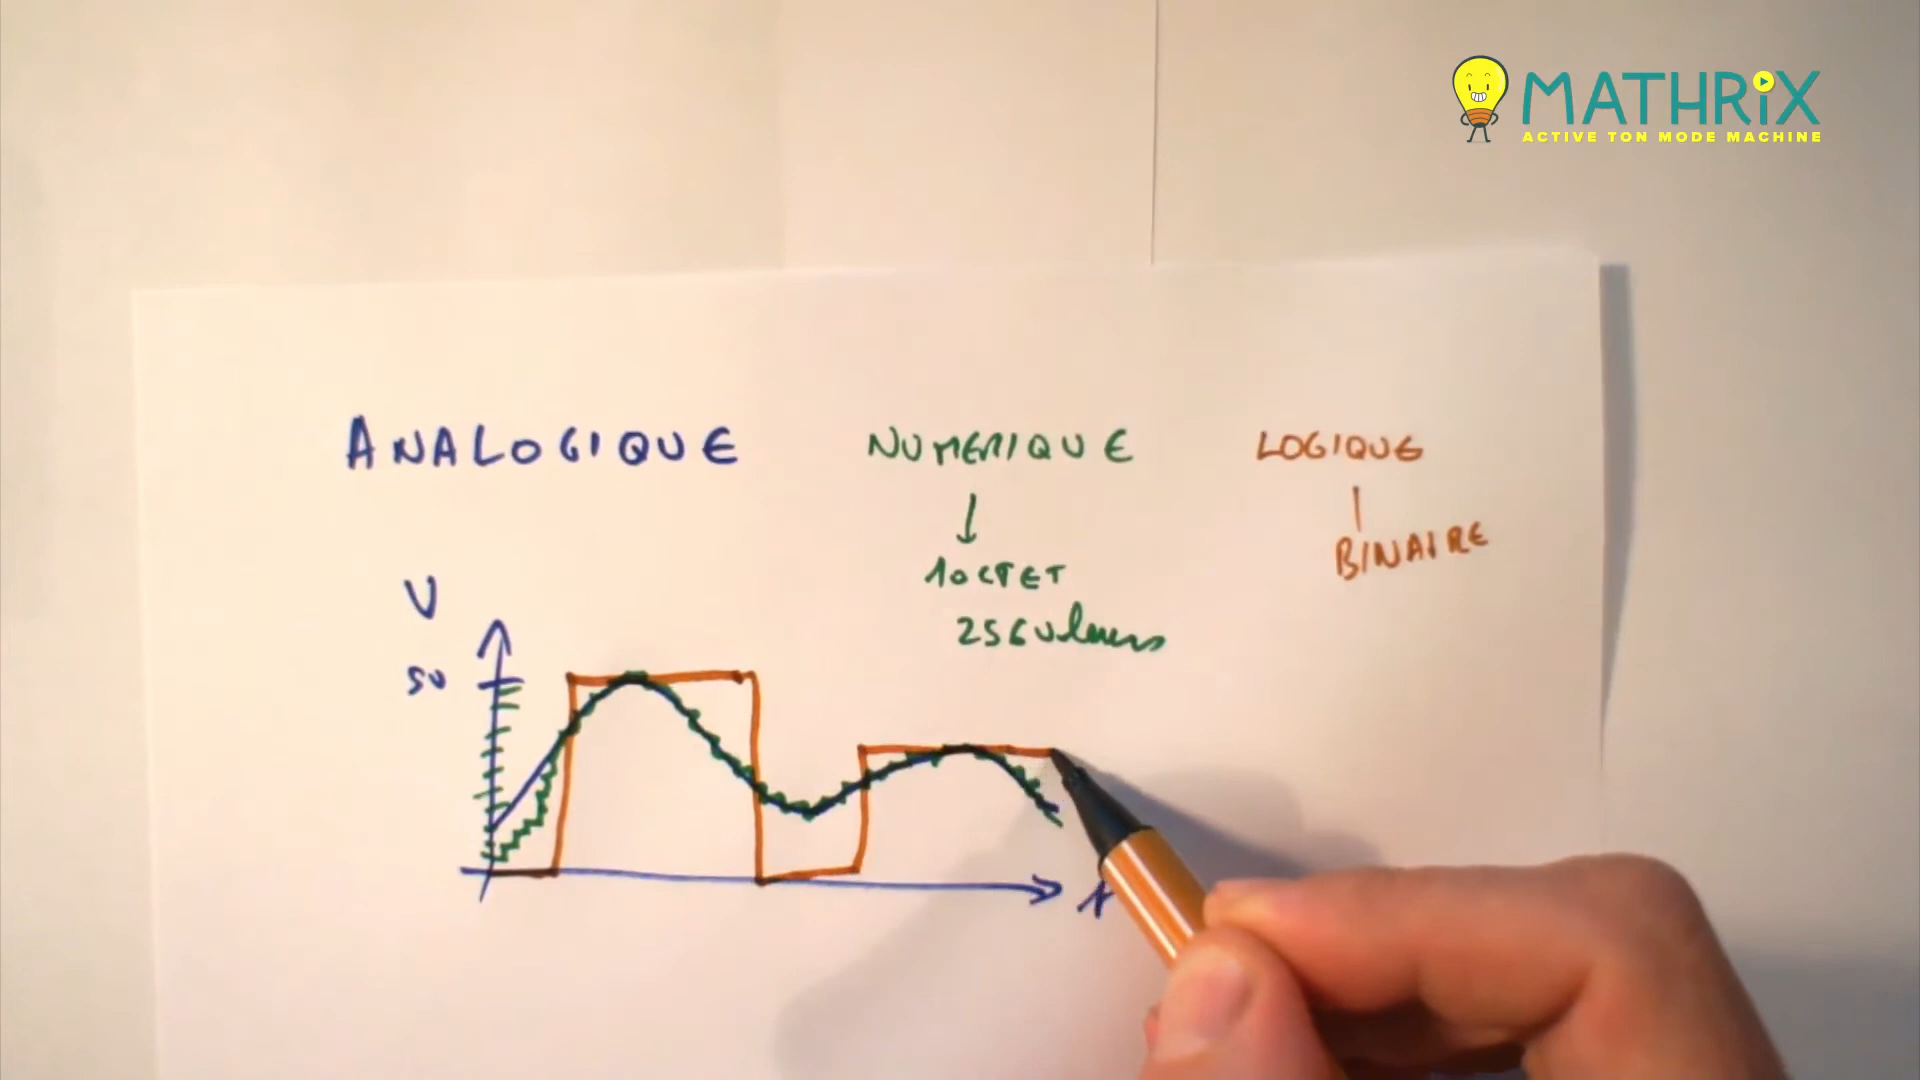 MATHRiX
ACTIVE TON MODE MACHINE
ANALOGIQUE
NUMERIQUE
LOGIQUE
BINAIRE
1 OCTET
256 valeurs
V
5V